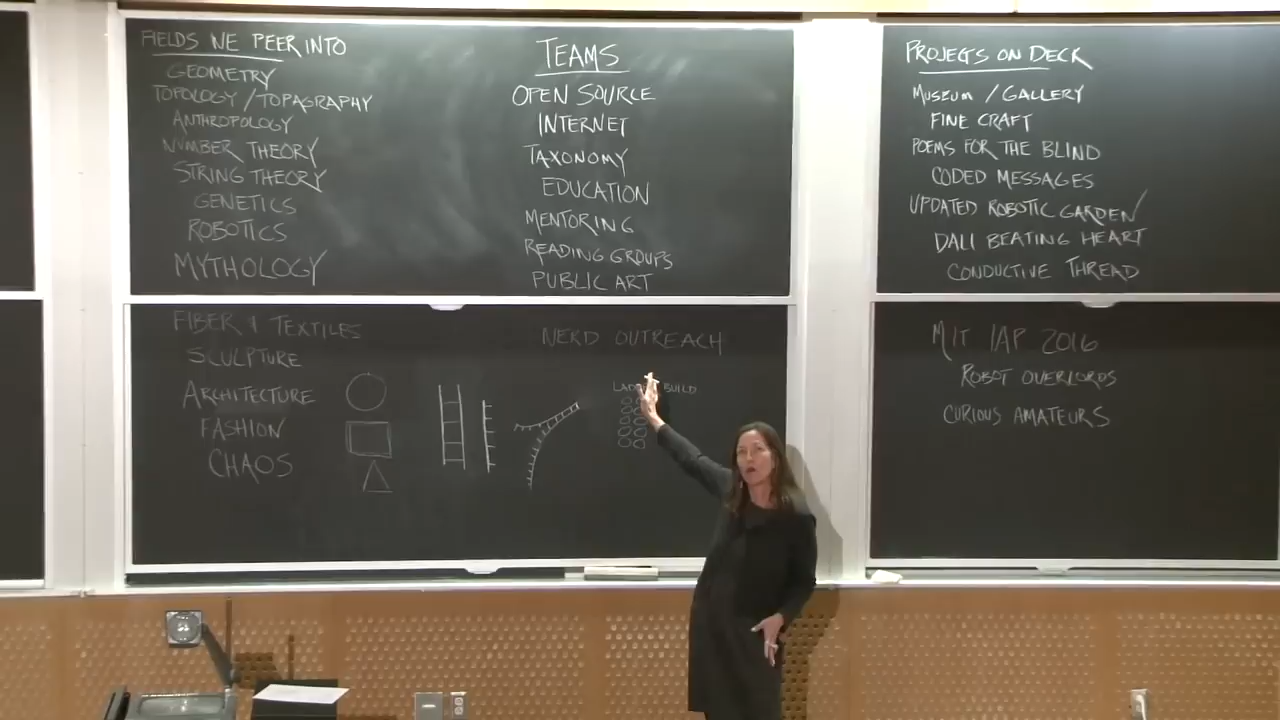 FIELDS WE PEER INTO
GEOMETRY
TOPOLOGY / TOPAGRAPHY
ANTHROPOLOGY
NUMBER THEORY
STRING THEORY
GENETICS
ROBOTICS
MYTHOLOGY
FIBER & TEXTILES
SCULPTURE
ARCHITECTURE
FASHION
CHAOS
TEAMS
OPEN SOURCE
INTERNET
TAXONOMY
EDUCATION
MENTORING
READING GROUPS
PUBLIC ART
NERD OUTREACH
BUILD
PROJECTS ON DECK
MUSEUM / GALLERY
FINE CRAFT
POEMS FOR THE BLIND
CODED MESSAGES
UPDATED ROBOTIC GARDEN
DALI BEATING HEART
CONDUCTIVE THREAD
MIT IAP 2016
ROBOT OVERLORDS
CURIOUS AMATEURS